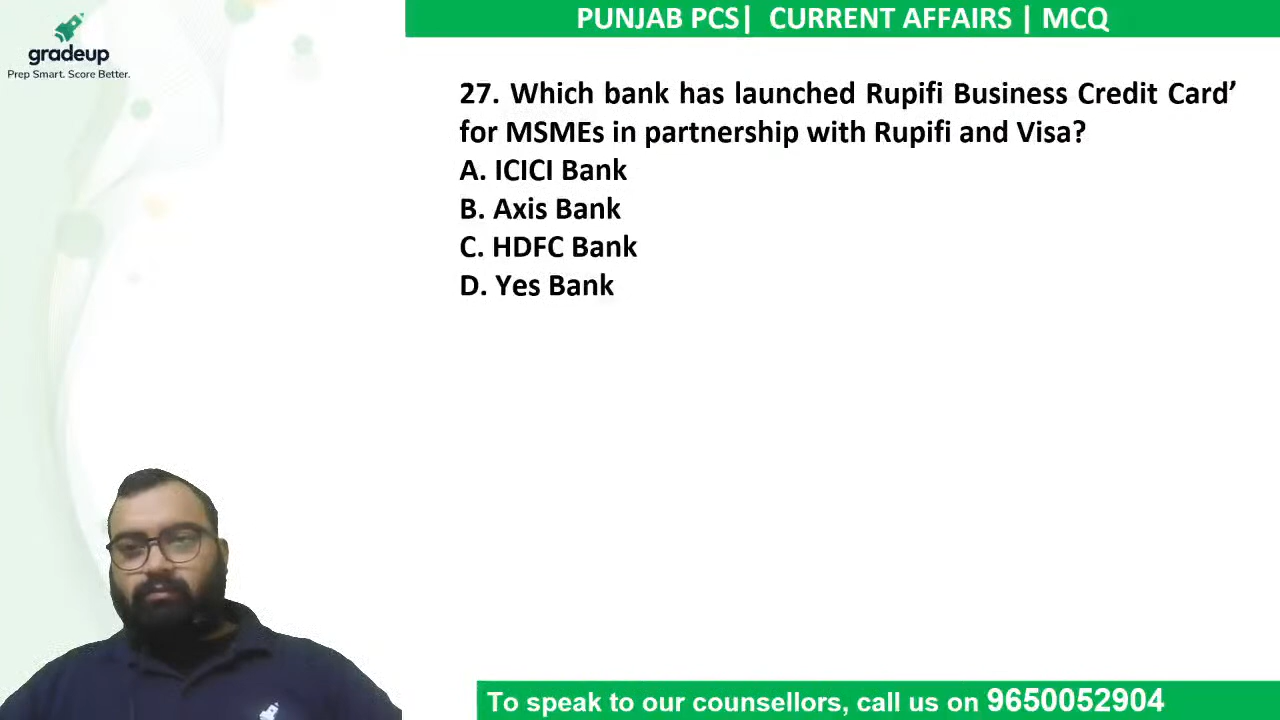 gradeup
Prep Smart. Score Better.
PUNJAB PCS| CURRENT AFFAIRS | MCQ
27. Which bank has launched Rupifi Business Credit Card’
for MSMEs in partnership with Rupifi and Visa?
A. ICICI Bank
B. Axis Bank
C. HDFC Bank
D. Yes Bank
To speak to our counsellors, call us on 9650052904